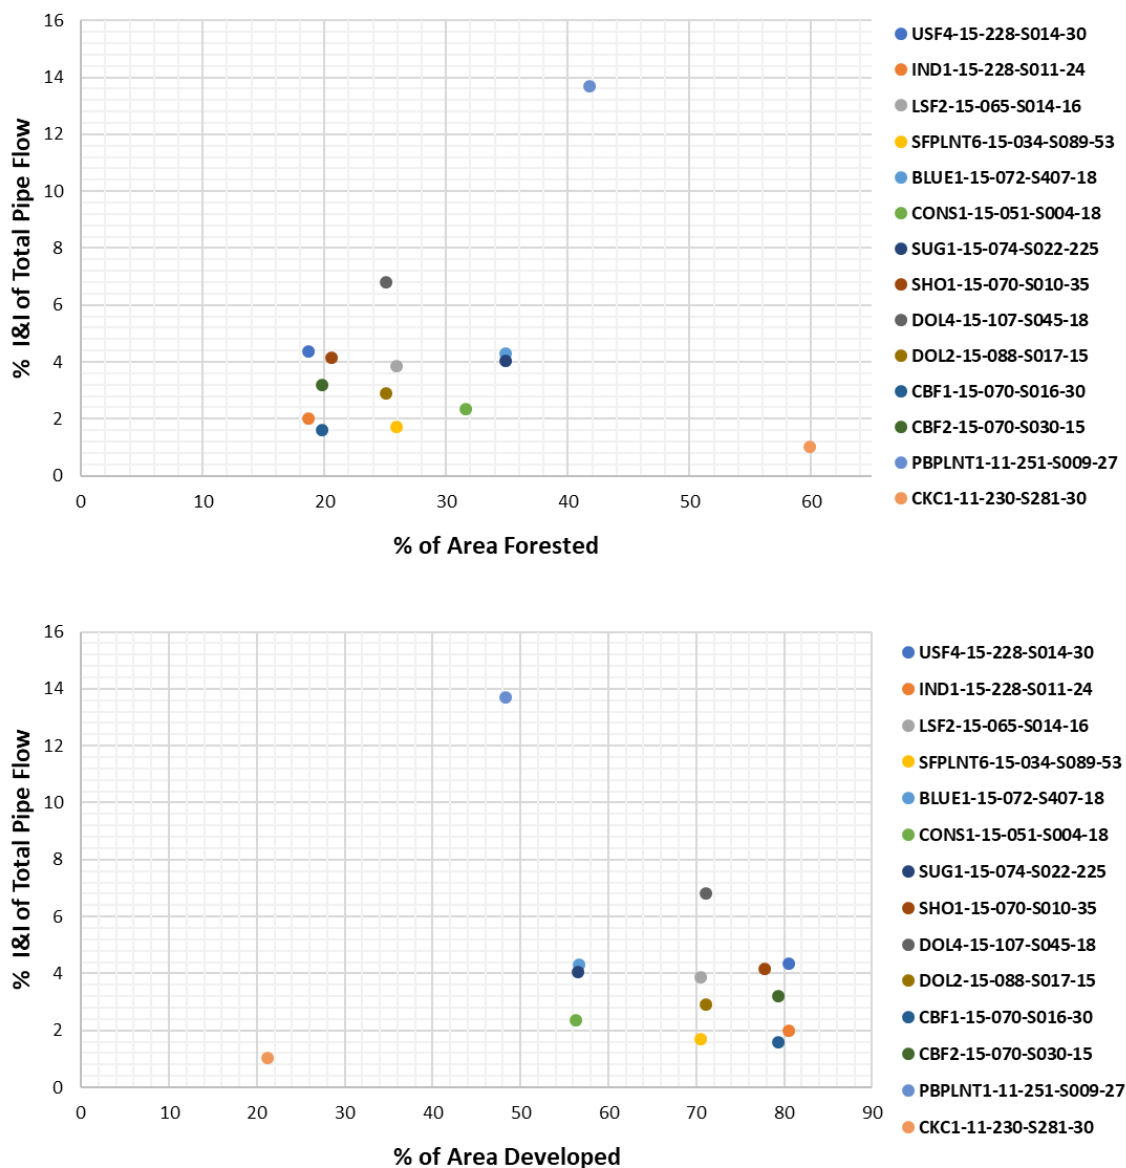 16
14
12
10
8
6
4
2
0
% I&I of Total Pipe Flow
0 10 20 30 40 50 60
% of Area Forested
USF4-15-228-S014-30
IND1-15-228-S011-24
LSF2-15-065-S014-16
SFPLNT6-15-034-S089-53
BLUE1-15-072-S407-18
CONS1-15-051-S004-18
SUG1-15-074-S022-225
SHO1-15-070-S010-35
DOL4-15-107-S045-18
DOL2-15-088-S017-15
CBF1-15-070-S016-30
CBF2-15-070-S030-15
PBPLNT1-11-251-S009-27
CKC1-11-230-S281-30
16
14
12
10
8
6
4
2
0
% I&I of Total Pipe Flow
0 10 20 30 40 50 60 70 80 90
% of Area Developed
USF4-15-228-S014-30
IND1-15-228-S011-24
LSF2-15-065-S014-16
SFPLNT6-15-034-S089-53
BLUE1-15-072-S407-18
CONS1-15-051-S004-18
SUG1-15-074-S022-225
SHO1-15-070-S010-35
DOL4-15-107-S045-18
DOL2-15-088-S017-15
CBF1-15-070-S016-30
CBF2-15-070-S030-15
PBPLNT1-11-251-S009-27
CKC1-11-230-S281-30